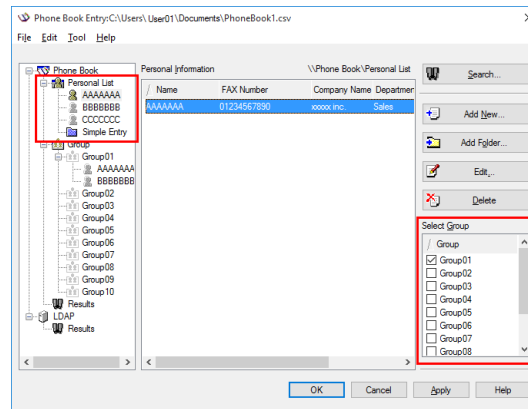 Phone Book Entry:C:\Users\ User01\Documents\PhoneBook1.csv
File Edit Tool Help
Phone Book
Personal List
AAAAAAA
BBBBBBB
CCCCCCC
Simple Entry
Group
Group01
AAAAAAA
BBBBBBB
Group02
Group03
Group04
Group05
Group06
Group07
Group08
Group09
Group10
Results
LDAP
Results
Personal Information \\Phone Book\Personal List
Name FAX Number Company Name Departmer
AAAAAAA 01234567890 xxxxx inc. Sales
Search...
Add New...
Add Folder...
Edit...
Delete
Select Group
Group
Group01
Group02
Group03
Group04
Group05
Group06
Group07
Group08
OK Cancel Apply Help